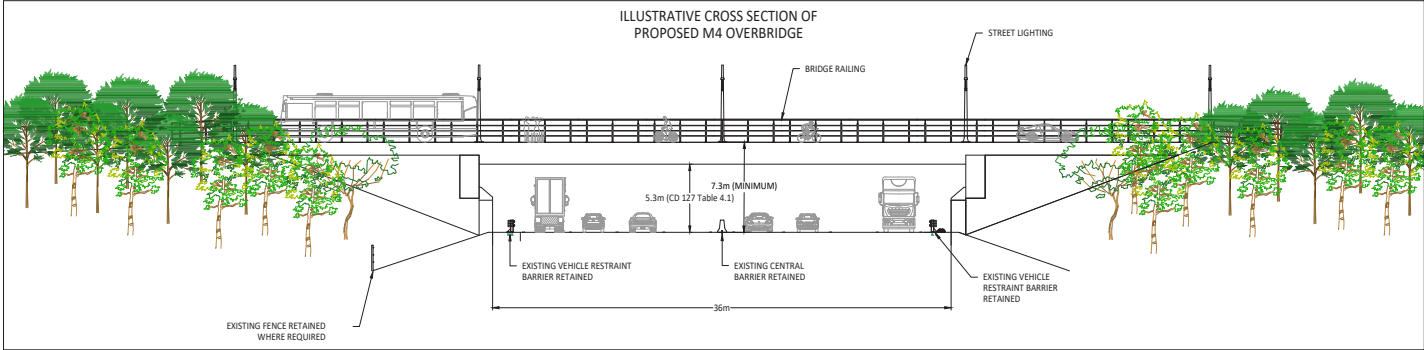 ILLUSTRATIVE CROSS SECTION OF
PROPOSED M4 OVERBRIDGE
STREET LIGHTING
BRIDGE RAILING
7.3m (MINIMUM)
5.3m (CD 127 Table 4.1)
EXISTING VEHICLE RESTRAINT
BARRIER RETAINED
EXISTING CENTRAL
BARRIER RETAINED
EXISTING VEHICLE
RESTRAINT BARRIER
RETAINED
36m
EXISTING FENCE RETAINED
WHERE REQUIRED